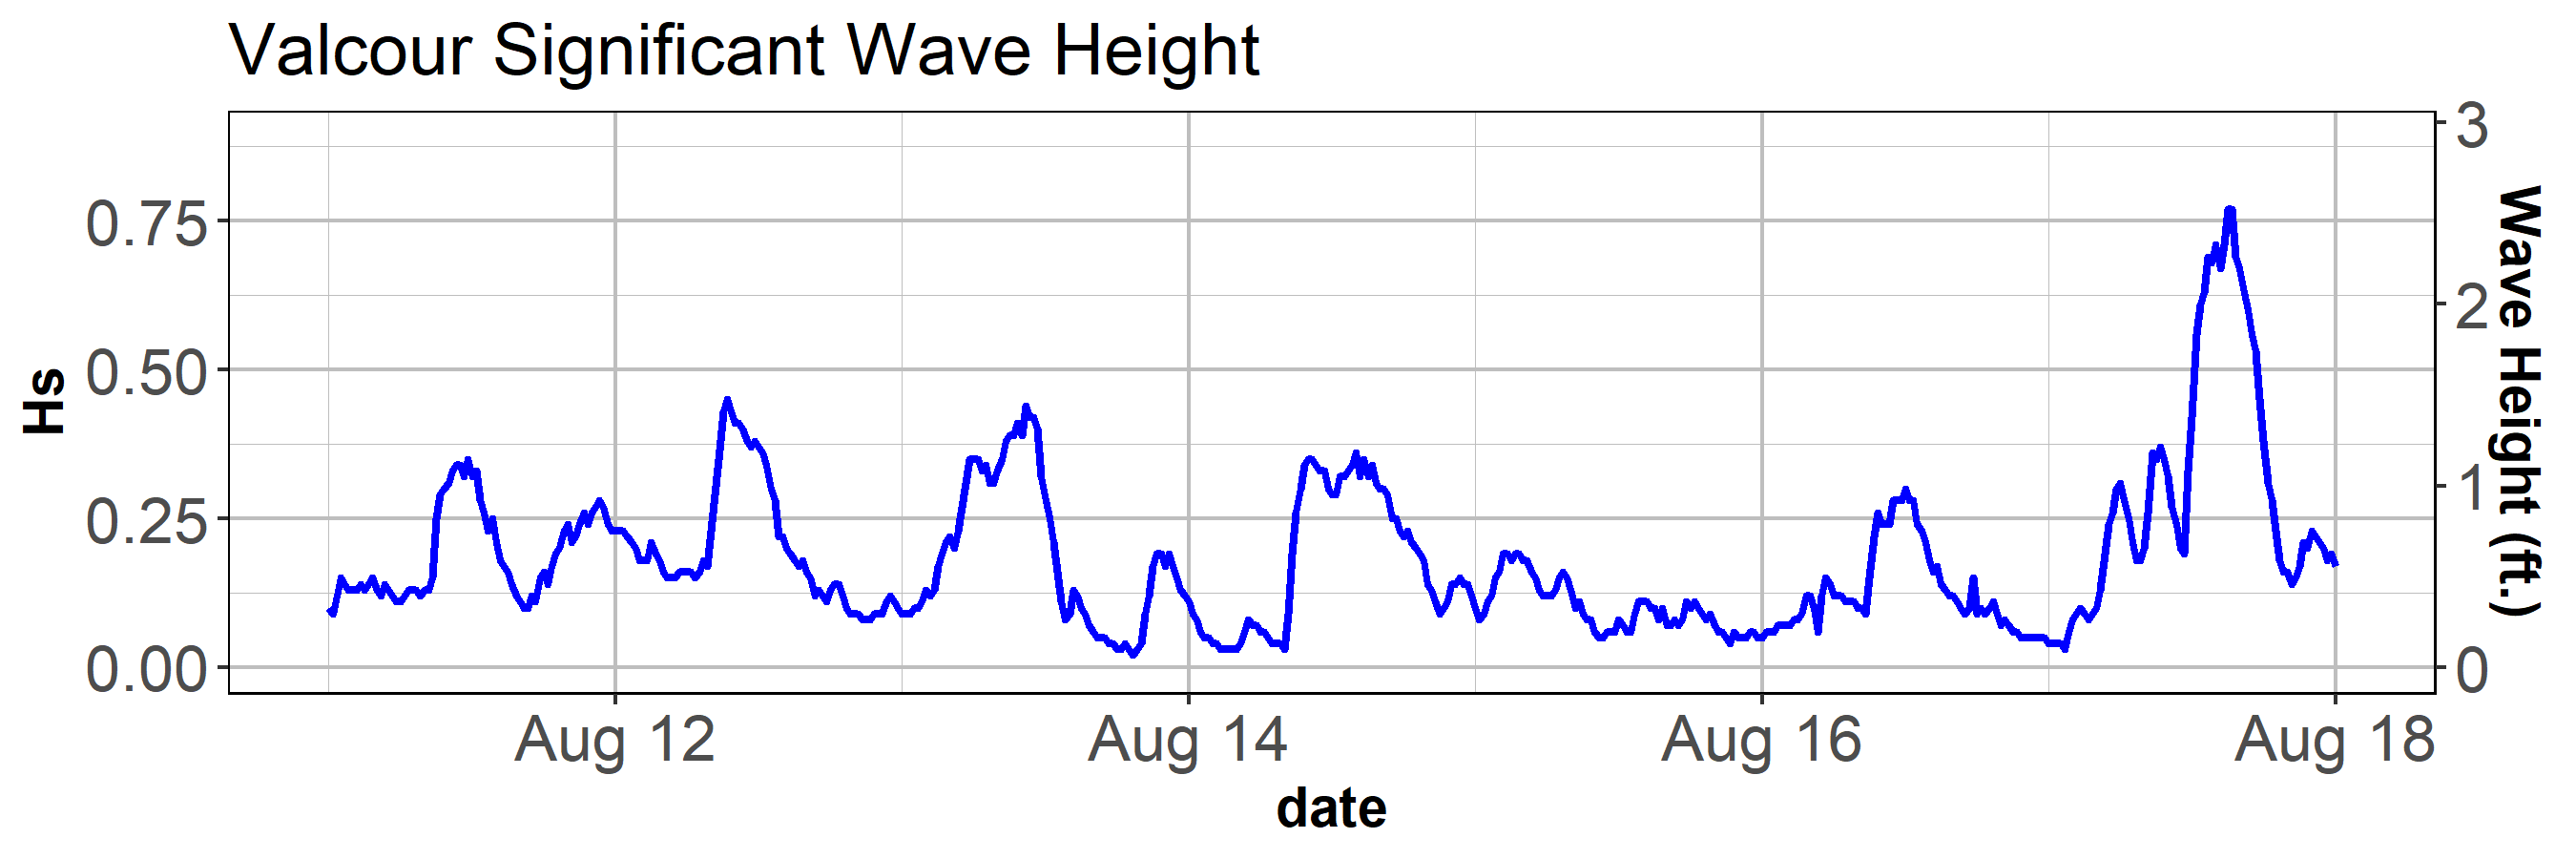 Valcour Significant Wave Height
Hs
0.75
0.50
0.25
0.00
3
2
1
0
Wave Height (ft.)
Aug 12 Aug 14 Aug 16 Aug 18
date